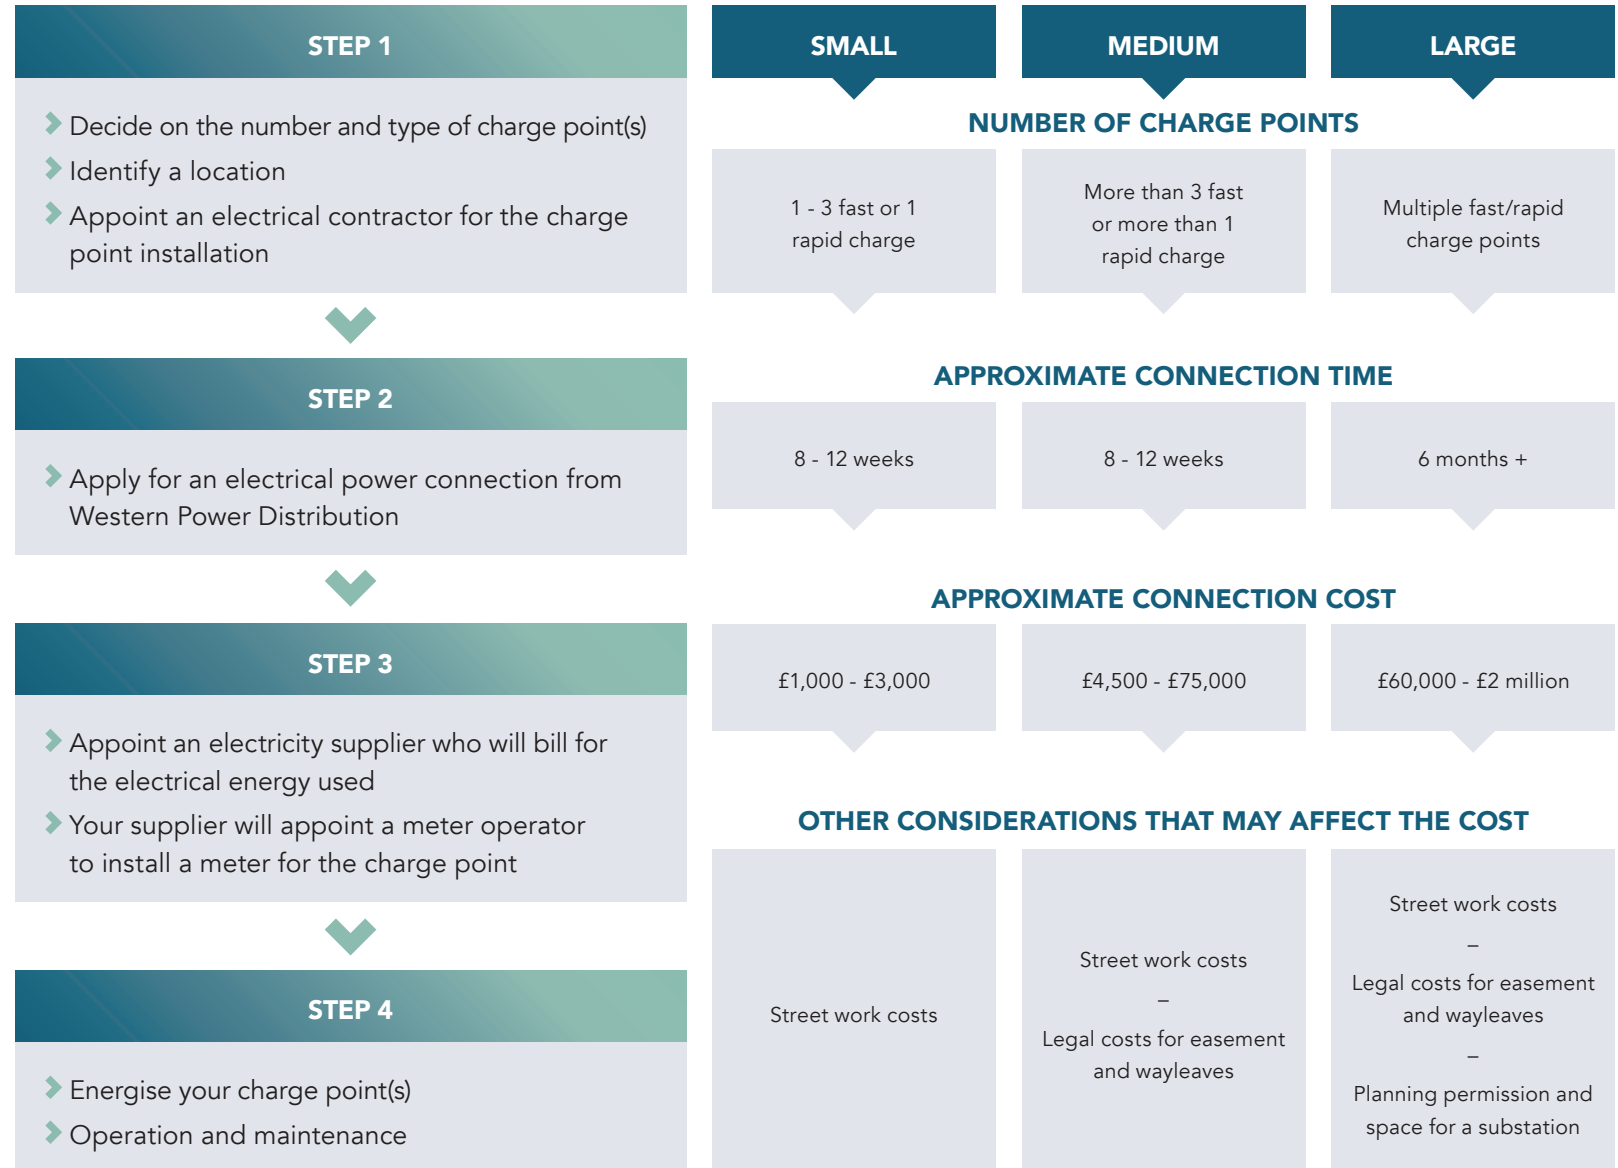 STEP 1
Decide on the number and type of charge point(s)
Identify a location
Appoint an electrical contractor for the charge
point installation
STEP 2
Apply for an electrical power connection from
Western Power Distribution
STEP 3
Appoint an electricity supplier who will bill for
the electrical energy used
Your supplier will appoint a meter operator
to install a meter for the charge point
STEP 4
Energise your charge point(s)
Operation and maintenance
SMALL
MEDIUM
LARGE
NUMBER OF CHARGE POINTS
1 - 3 fast or 1
rapid charge
More than 3 fast
or more than 1
rapid charge
Multiple fast/rapid
charge points
APPROXIMATE CONNECTION TIME
8 - 12 weeks
8 - 12 weeks
6 months +
APPROXIMATE CONNECTION COST
£1,000 - £3,000
£4,500 - £75,000
£60,000 - £2 million
OTHER CONSIDERATIONS THAT MAY AFFECT THE COST
Street work costs
Street work costs
–
Legal costs for easement
and wayleaves
Street work costs
–
Legal costs for easement
and wayleaves
–
Planning permission and
space for a substation